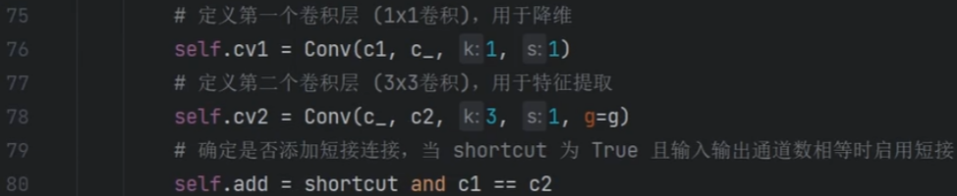 75 # 定义第一个卷积层 (1x1卷积), 用于降维
76 self.cv1 = Conv(c1, c_, k: 1, s: 1)
77 # 定义第二个卷积层 (3x3卷积), 用于特征提取
78 self.cv2 = Conv(c_, c2, k: 3, s: 1, g=g)
79 # 确定是否添加短接连接, 当 shortcut 为 True 且输入输出通道数相等时启用短接
80 self.add = shortcut and c1 == c2